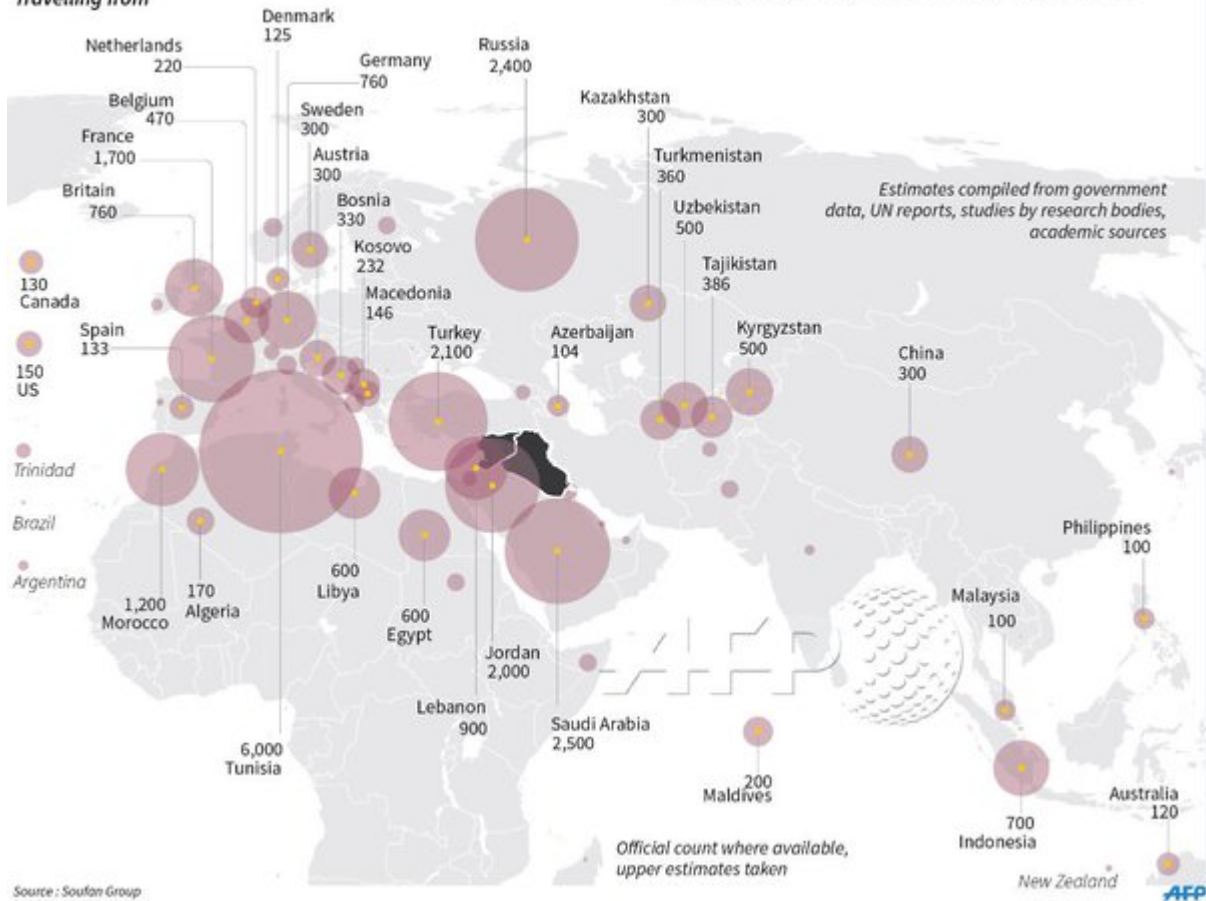 Travelling from
Denmark
125
Netherlands
220
Germany
760
Russia
2,400
Belgium
470
Sweden
300
Kazakhstan
300
France
1,700
Austria
300
Turkmenistan
360
Britain
760
Bosnia
330
Uzbekistan
500
Estimates compiled from government
data, UN reports, studies by research bodies,
academic sources
Kosovo
232
Tajikistan
386
130
Canada
Macedonia
146
Spain
133
Turkey
2,100
Azerbaijan
104
Kyrgyzstan
500
China
300
150
US
Trinidad
Brazil
Argentina
Philippines
100
1,200
Morocco
170
Algeria
600
Libya
600
Egypt
Malaysia
100
AFP
Jordan
2,000
Lebanon
900
Saudi Arabia
2,500
6,000
Tunisia
200
Maldives
Australia
120
700
Indonesia
Official count where available,
upper estimates taken
New Zealand
Source : Soufan Group
AFP